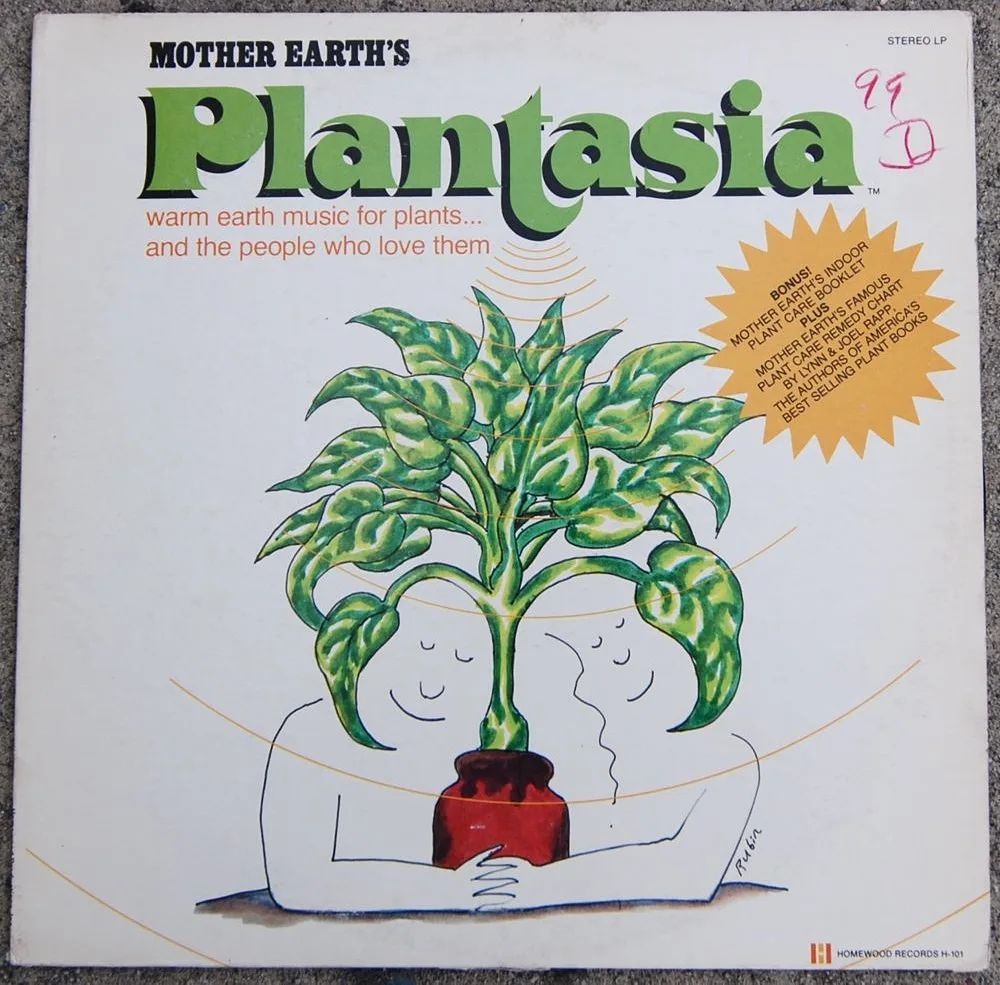 MOTHER EARTH'S
STEREO LP
Plantasia
TM
99
D
warm earth music for plants...
and the people who love them
BONUS!
MOTHER EARTH'S INDOOR
PLANT CARE BOOKLET
PLUS
MOTHER EARTH'S FAMOUS
PLANT CARE REMEDY CHART
BY LYNN & JOEL RAPP,
THE AUTHORS OF AMERICA'S
BEST SELLING PLANT BOOKS
Rubin
H
HOMEWOOD RECORDS H-101